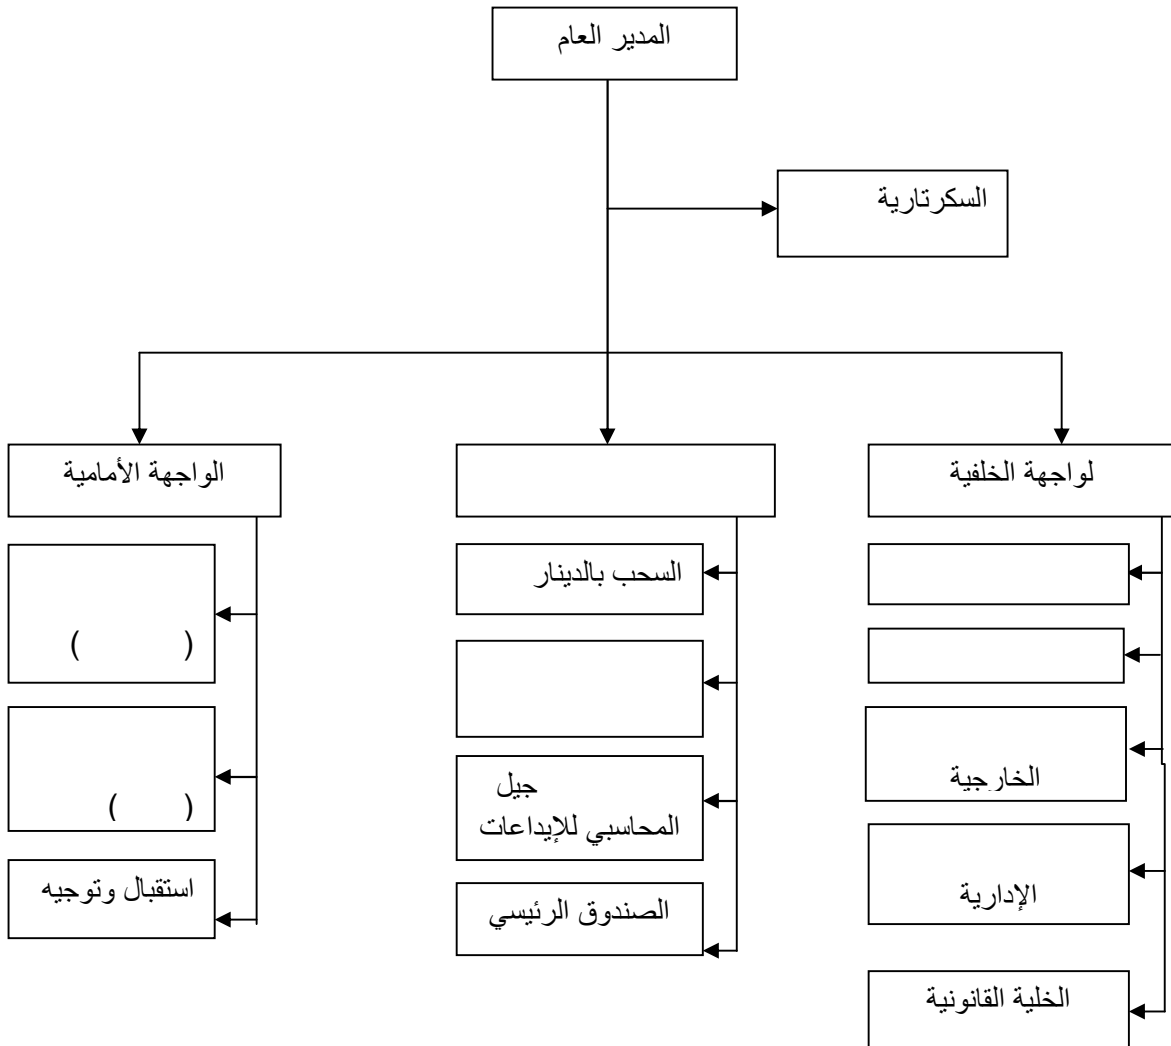 المدير العام
السكرتارية
لواجهة الخلفية
الواجهة الأمامية
السحب بالدينار
جيل
المحاسبي للإيداعات
الصندوق الرئيسي
الخارجية
الإدارية
الخلية القانونية
( )
( )
استقبال وتوجيه